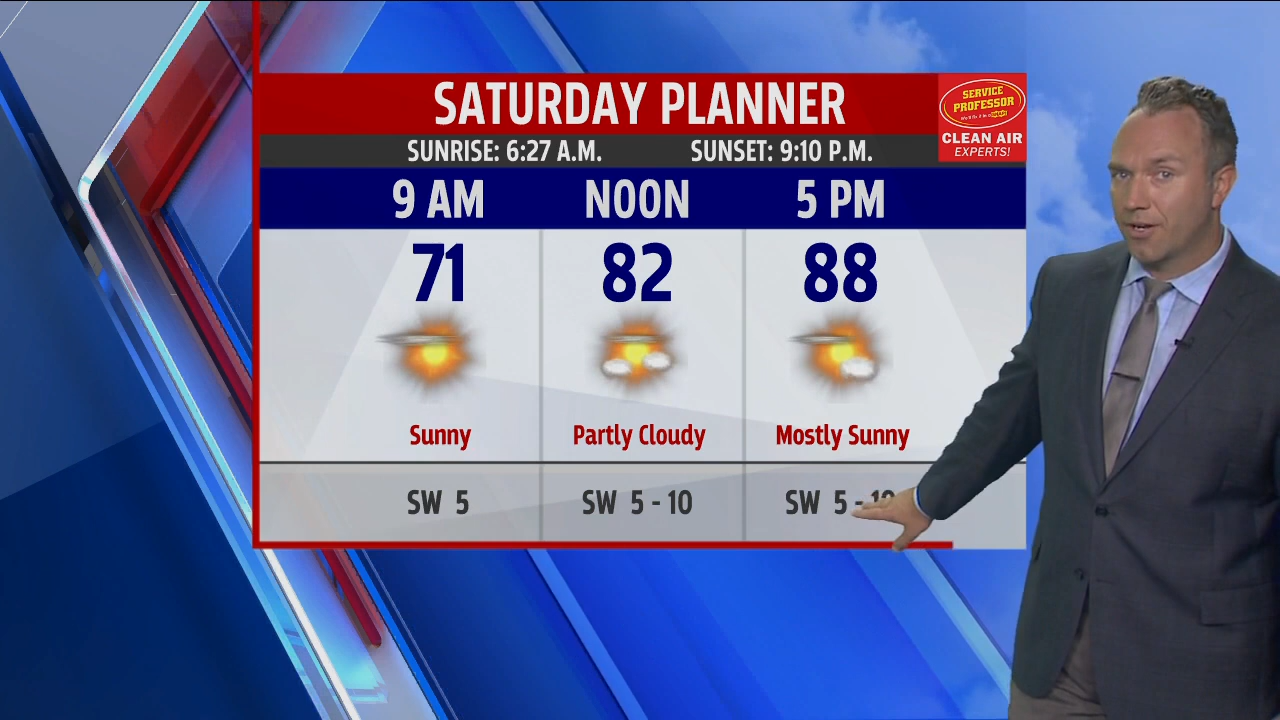 SATURDAY PLANNER
SERVICE
PROFESSOR
CLEAN AIR
EXPERTS!
SUNRISE: 6:27 A.M. SUNSET: 9:10 P.M.
9 AM NOON 5 PM
71 82 88
Sunny Partly Cloudy Mostly Sunny
SW 5 SW 5 - 10 SW 5 - 10